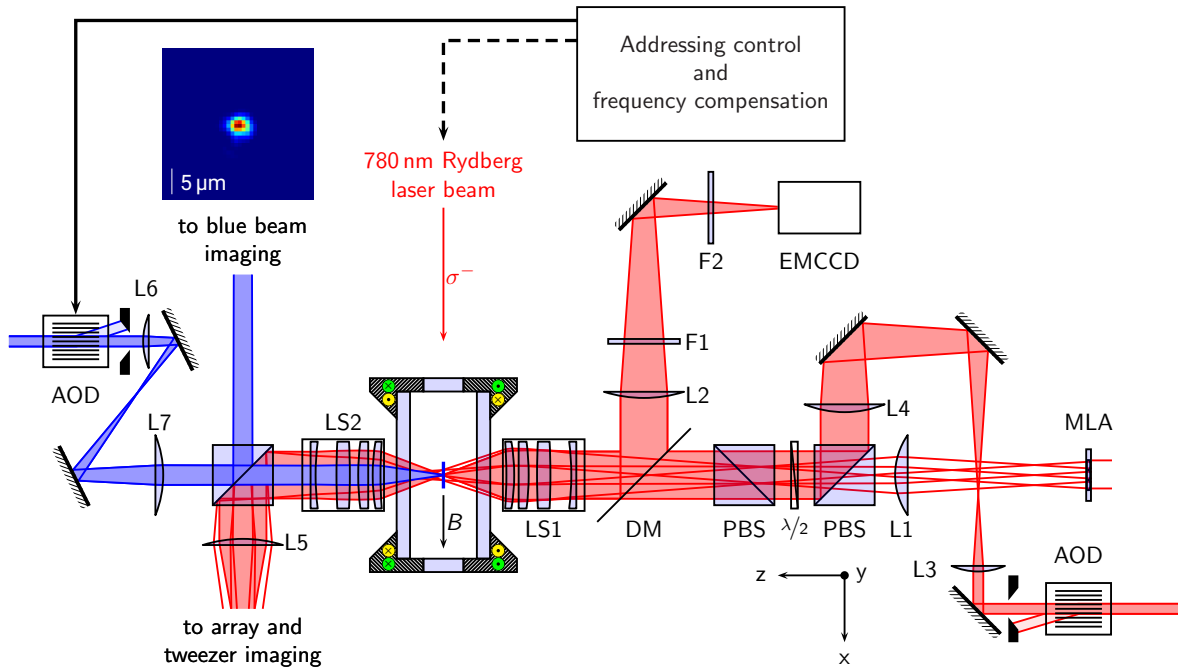 Addressing control
and
frequency compensation
5 µm
780 nm Rydberg
laser beam
σ−
to blue beam
imaging
L6
AOD
L7
LS2
B
LS1
F2
EMCCD
F1
L2
DM
PBS
λ/2
PBS
L4
L1
MLA
L5
to array and
tweezer imaging
z
y
x
L3
AOD